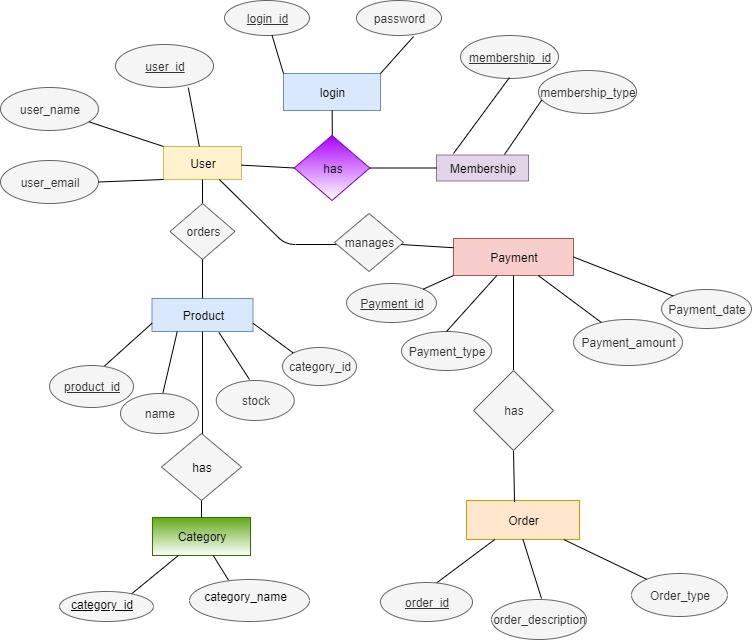 login_id
password
user_id
membership_id
user_name
login
membership_type
User
has
Membership
user_email
orders
manages
Payment
Payment_id
Payment_date
Product
Payment_type
Payment_amount
category_id
product_id
name
stock
has
has
Category
Order
category_id
category_name
order_id
order_description
Order_type